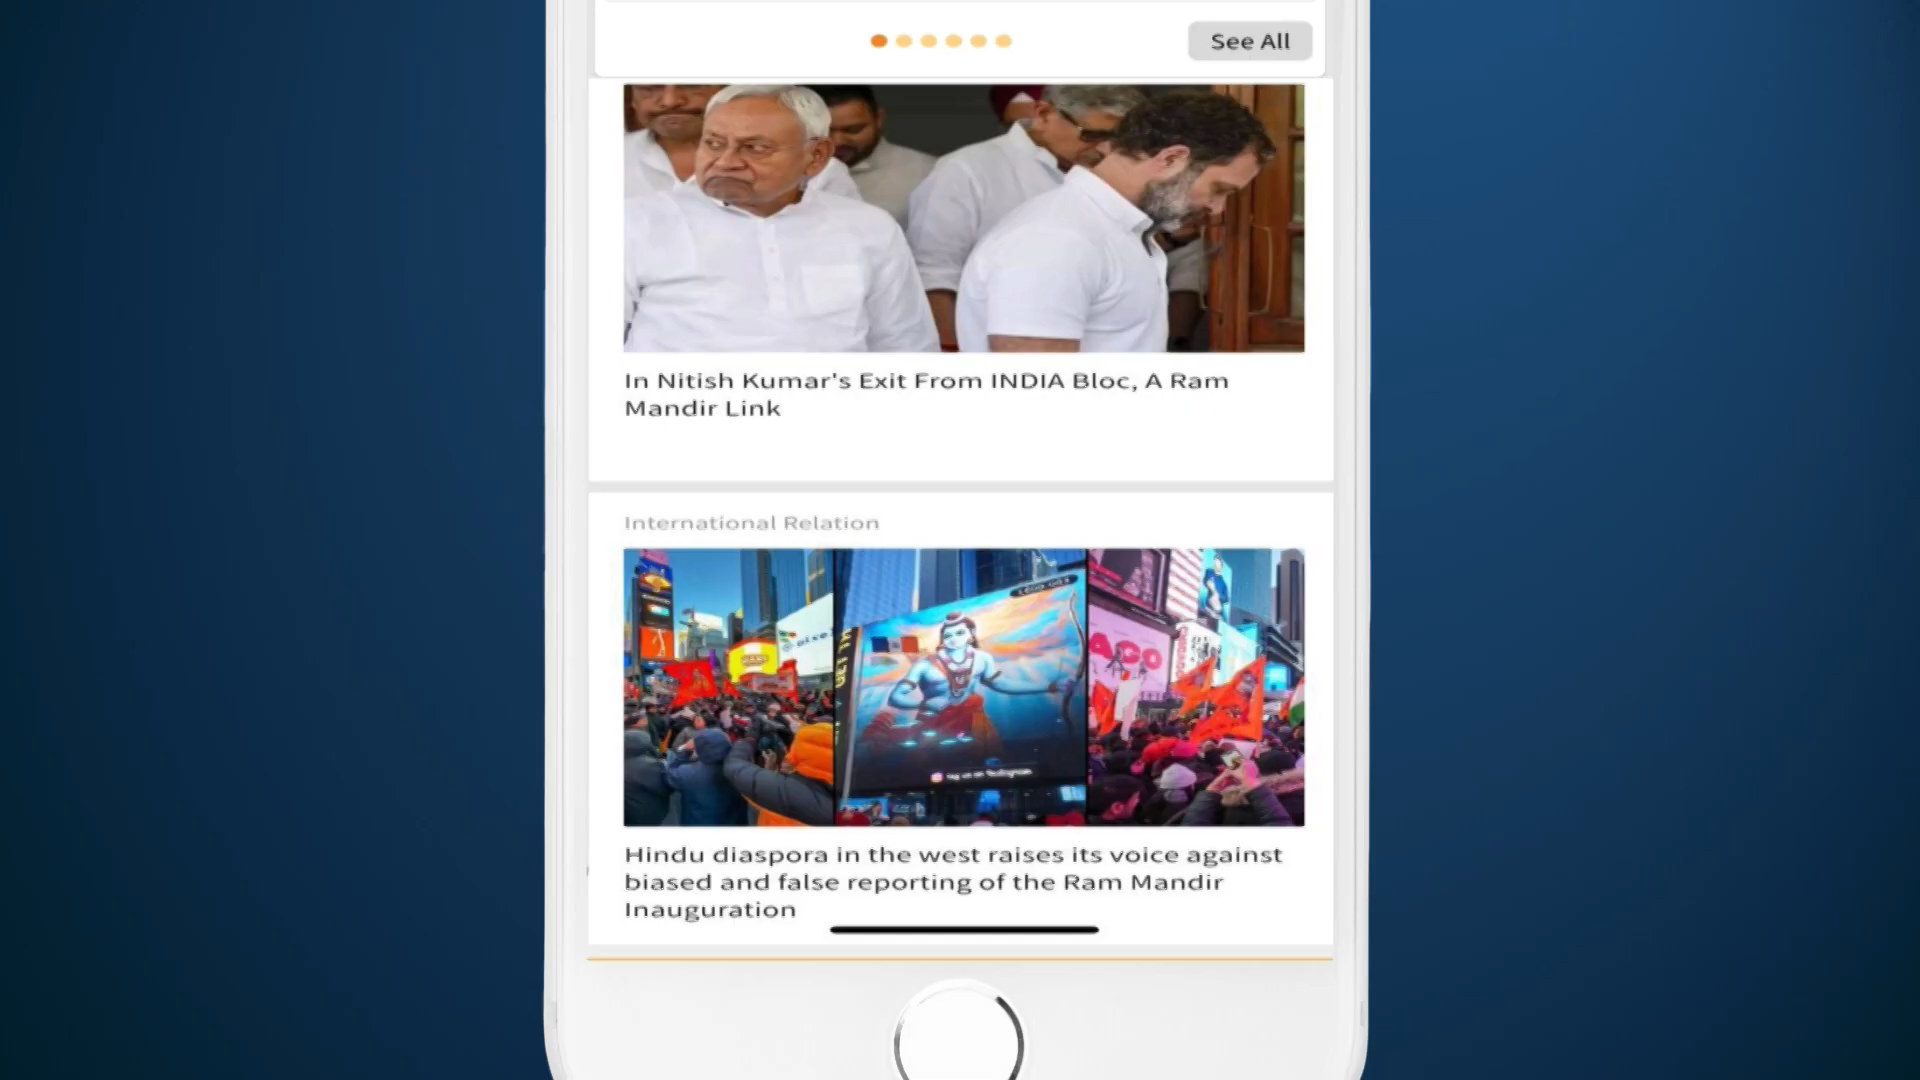 See All
In Nitish Kumar's Exit From INDIA Bloc, A Ram
Mandir Link
International Relation
Hindu diaspora in the west raises its voice against
biased and false reporting of the Ram Mandir
Inauguration